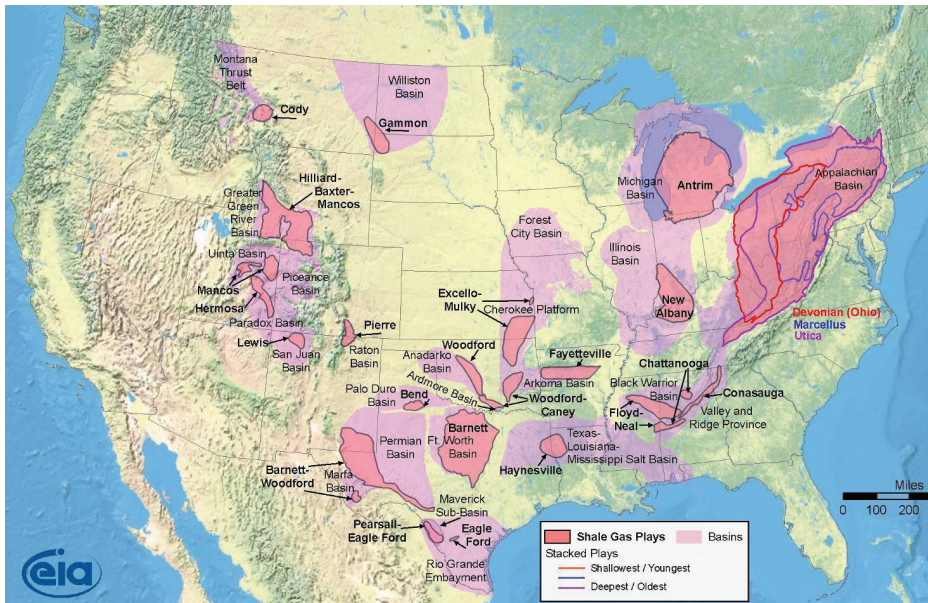 Montana
Thrust
Belt
Cody
Williston
Basin
Gammon
Hilliard-
Baxter-
Mancos
Greater
Green
River
Basin
Uinta Basin
Mancos
Piceance
Basin
Hermosa
Paradox Basin
Lewis
San Juan
Basin
Pierre
Raton
Basin
Forest
City Basin
Excello-
Mulky
Cherokee Platform
Woodford
Anadarko
Basin
Ardmore Basin
Palo Duro
Basin
Bend
Fayetteville
Arkoma Basin
Woodford-
Caney
Michigan
Basin
Antrim
Illinois
Basin
New
Albany
Appalachian
Basin
Devonian (Ohio)
Marcellus
Utica
Chattanooga
Black Warrior
Basin
Conasauga
Floyd-
Neal
Valley and
Ridge Province
Barnett
Ft. Worth
Basin
Permian
Basin
Barnett-
Woodford
Marfa
Basin
Haynesville
Texas-
Louisiana-
Mississippi Salt Basin
Maverick
Sub-Basin
Pearsall-
Eagle Ford
Eagle
Ford
Rio Grande
Embayment
Miles
0 100 200
Shale Gas Plays
Basins
Stacked Plays
Shallowest / Youngest
Deepest / Oldest
eia